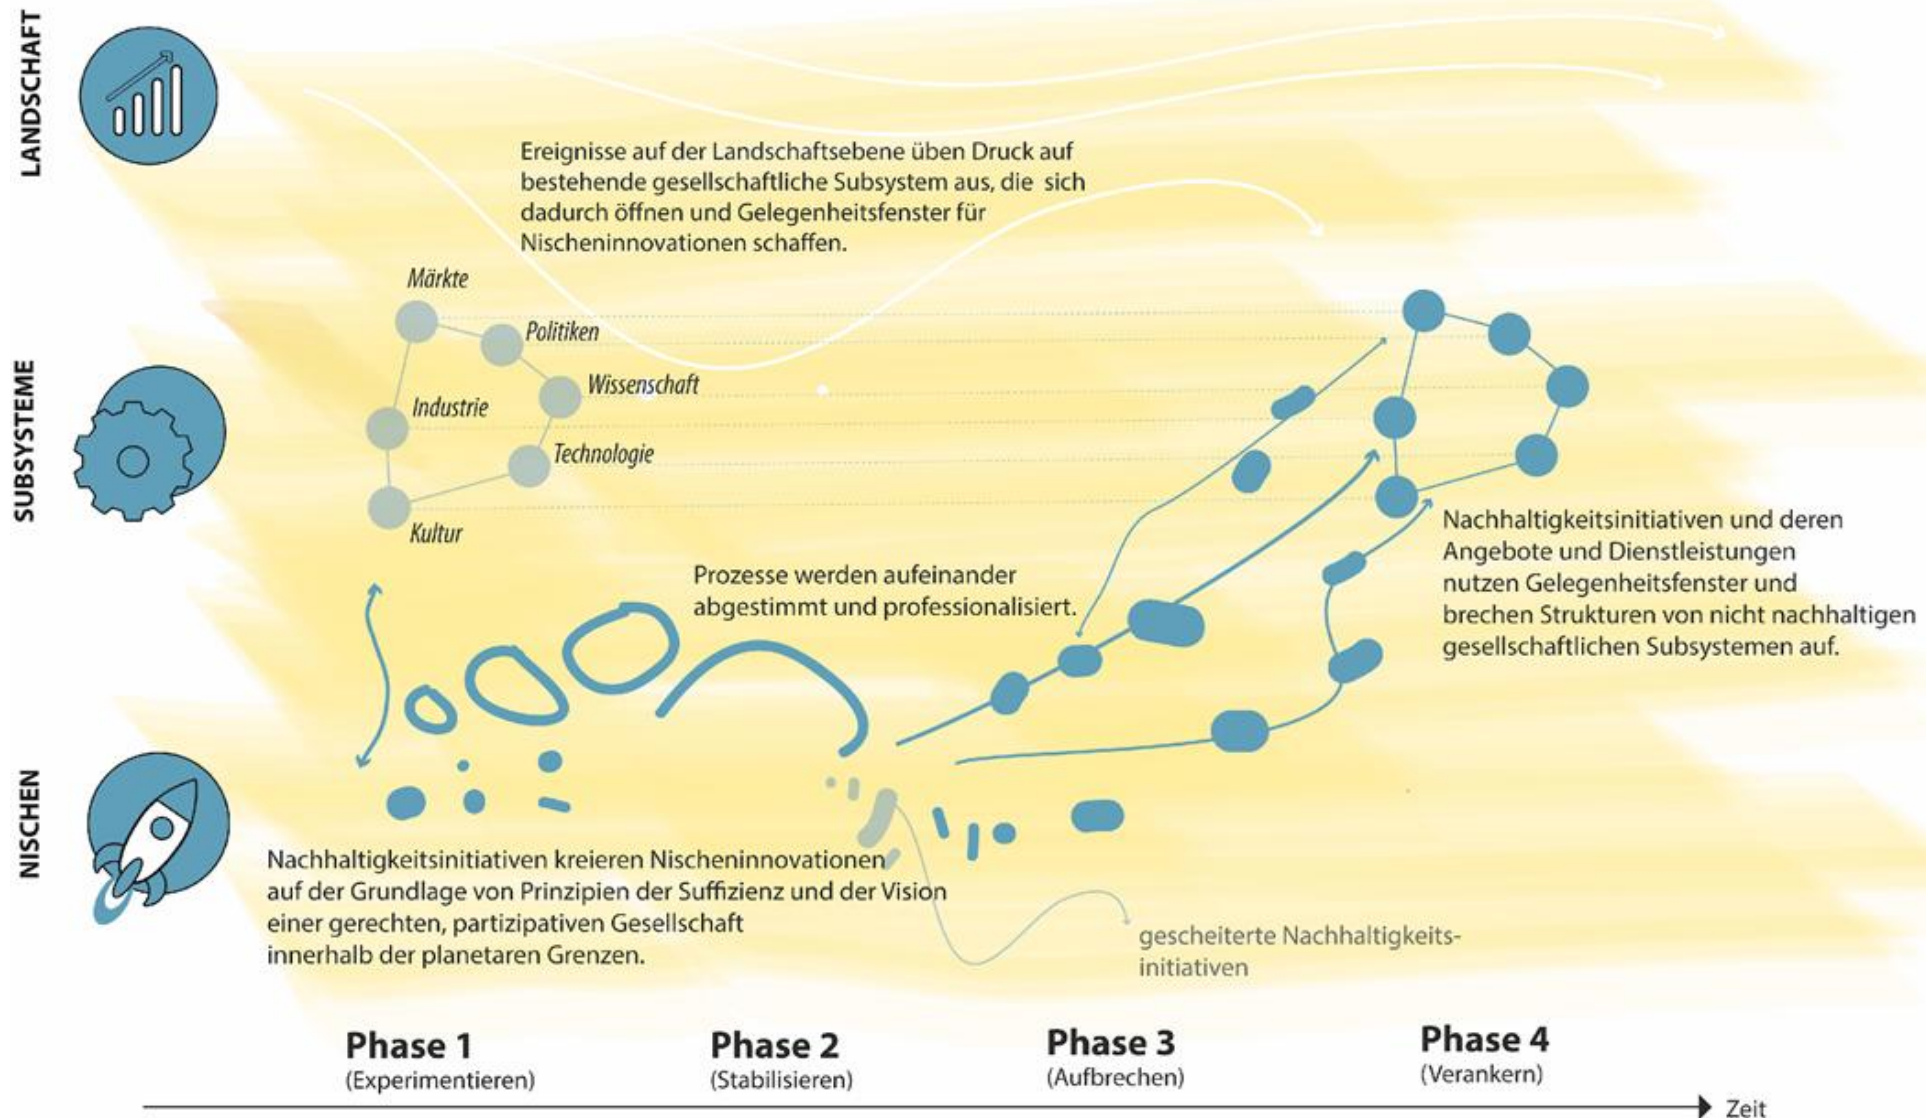 LANDSCHAFT
Ereignisse auf der Landschaftsebene üben Druck auf
bestehende gesellschaftliche Subsystem aus, die sich
dadurch öffnen und Gelegenheitsfenster für
Nischeninnovationen schaffen.
SUBSYSTEME
Märkte
Politiken
Wissenschaft
Industrie
Technologie
Kultur
Prozesse werden aufeinander
abgestimmt und professionalisiert.
Nachhaltigkeitsinitiativen und deren
Angebote und Dienstleistungen
nutzen Gelegenheitsfenster und
brechen Strukturen von nicht nachhaltigen
gesellschaftlichen Subsystemen auf.
NISCHEN
Nachhaltigkeitsinitiativen kreieren Nischeninnovationen
auf der Grundlage von Prinzipien der Suffizienz und der Vision
einer gerechten, partizipativen Gesellschaft
innerhalb der planetaren Grenzen.
gescheiterte Nachhaltigkeits-
initiativen
Phase 1
(Experimentieren)
Phase 2
(Stabilisieren)
Phase 3
(Aufbrechen)
Phase 4
(Verankern)
Zeit